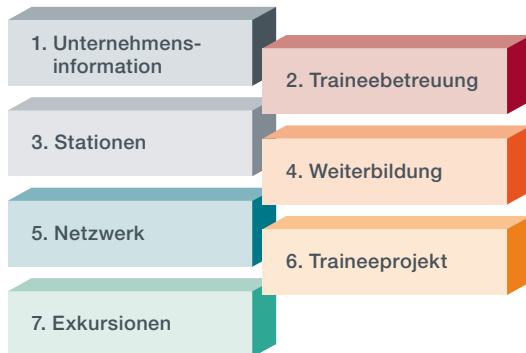 1. Unternehmens-
information
2. Traineebetreuung
3. Stationen
4. Weiterbildung
5. Netzwerk
6. Traineeprojekt
7. Exkursionen